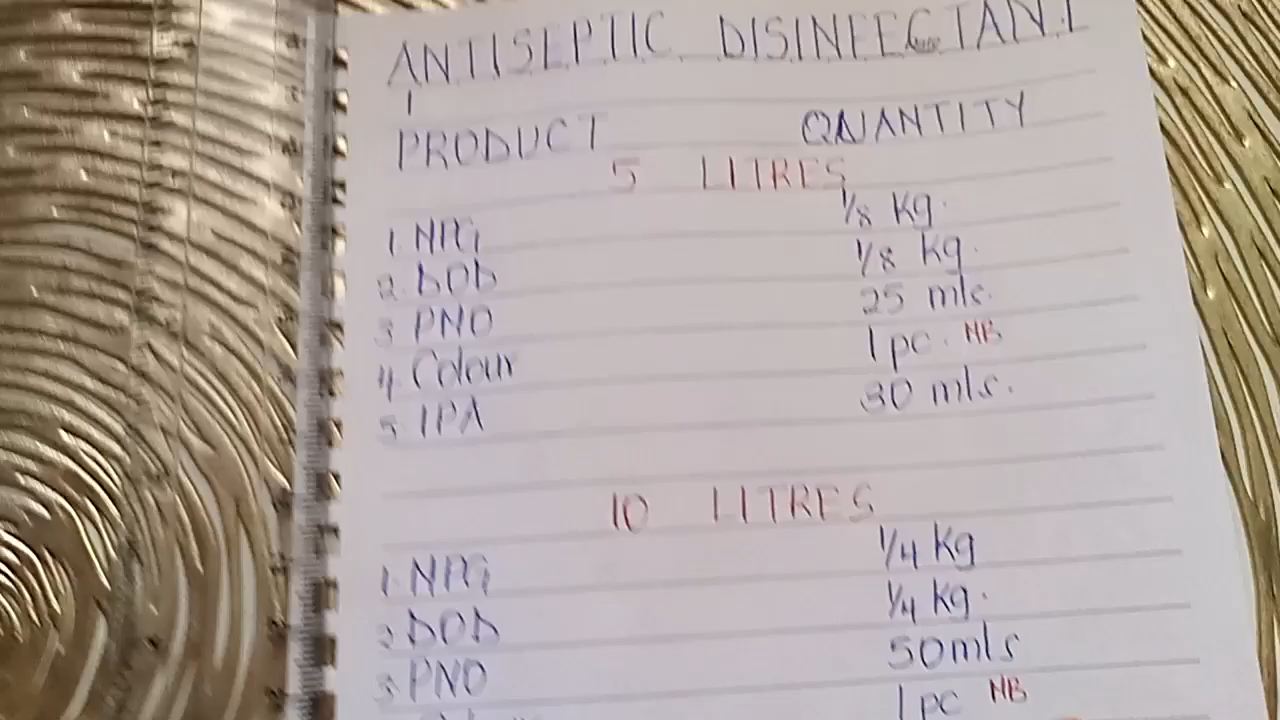 ANTISEPTIC DISINFECTANT
PRODUCT QUANTITY
5 LITRES
1. NPG 1/8 Kg.
2. DOD 1/8 Kg.
3. PNO 25 mls.
4. Colour 1 pc. NB
5. IPA 30 mls.
10 LITRES
1. NPG 1/4 Kg
2. DOD 1/4 Kg.
3. PNO 50 mls
1 pc NB